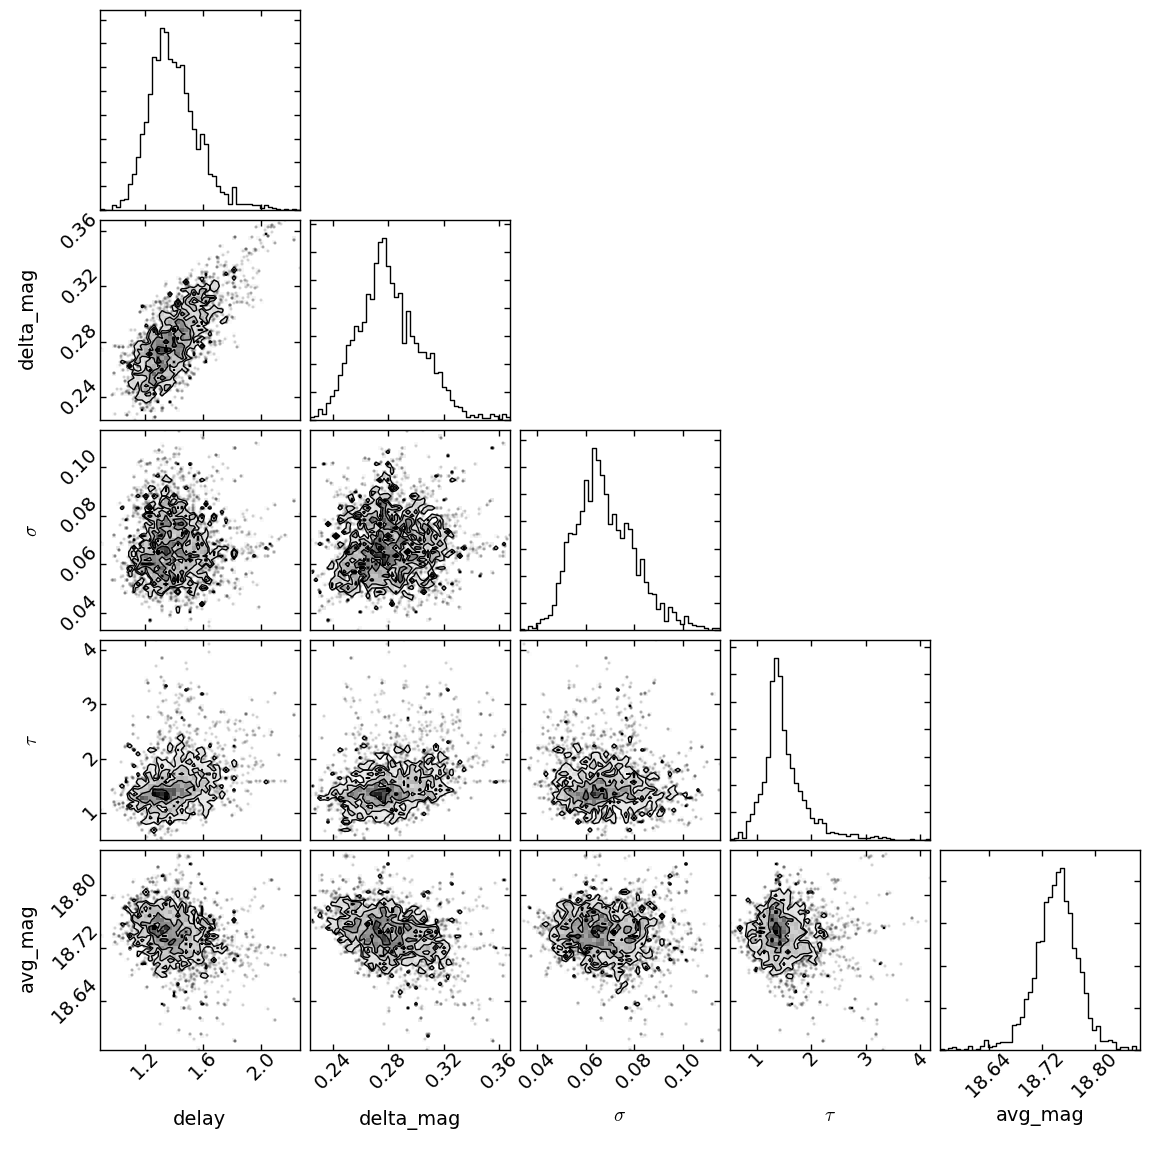 0.36
0.32
0.28
0.24
delta_mag
0.10
0.08
0.06
0.04
σ
4
3
2
1
τ
18.80
18.72
18.64
avg_mag
1.2 1.6 2.0
0.24 0.28 0.32 0.36
0.04 0.06 0.08 0.10
1 2 3 4
18.64 18.72 18.80
delay delta_mag σ τ avg_mag